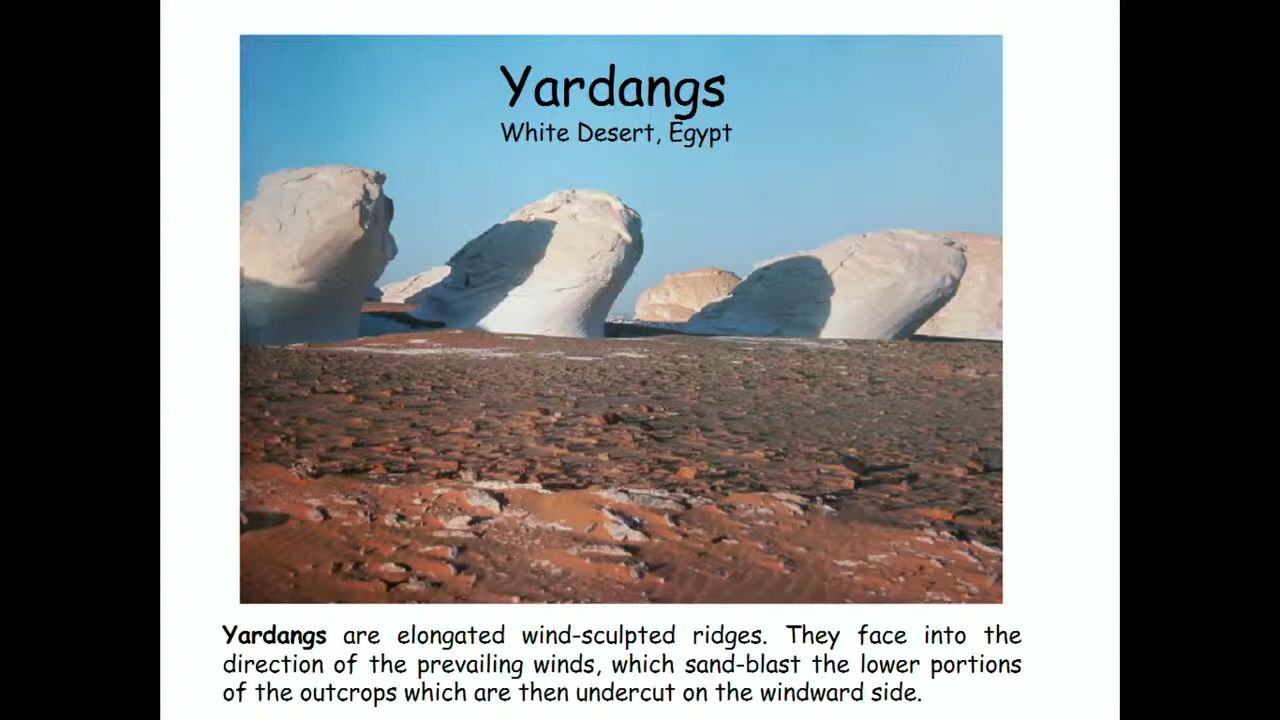 Yardangs
White Desert, Egypt
Yardangs are elongated wind-sculpted ridges. They face into the
direction of the prevailing winds, which sand-blast the lower portions
of the outcrops which are then undercut on the windward side.